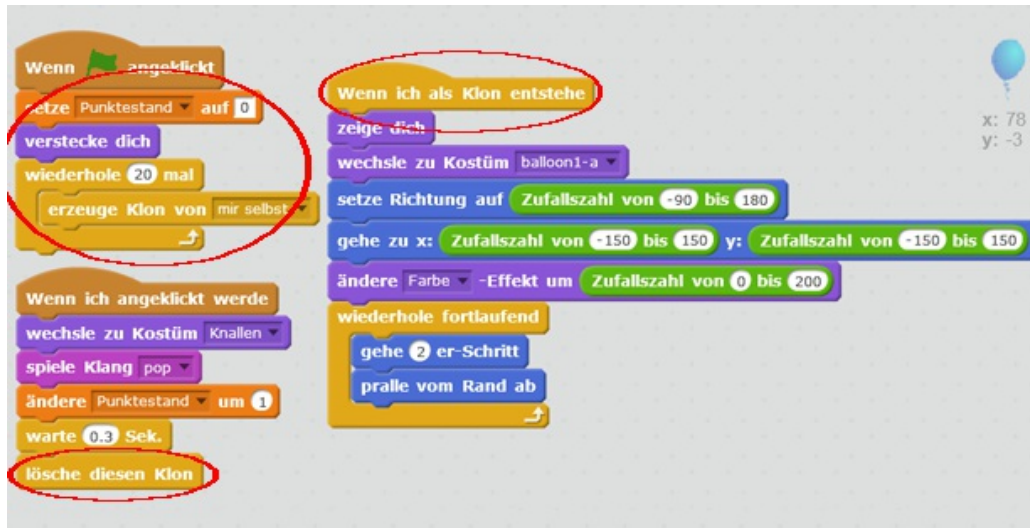 Wenn angeklickt
setze Punktestand auf 0
verstecke dich
wiederhole 20 mal
erzeuge Klon von mir selbst
Wenn ich angeklickt werde
wechsle zu Kostüm Knallen
spiele Klang pop
ändere Punktestand um 1
warte 0.3 Sek.
lösche diesen Klon
Wenn ich als Klon entstehe
zeige dich
wechsle zu Kostüm balloon1-a
setze Richtung auf Zufallszahl von -90 bis 180
gehe zu x: Zufallszahl von -150 bis 150 y: Zufallszahl von -150 bis 150
ändere Farbe -Effekt um Zufallszahl von 0 bis 200
wiederhole fortlaufend
gehe 2 er-Schritt
pralle vom Rand ab
x: 78
y: -3